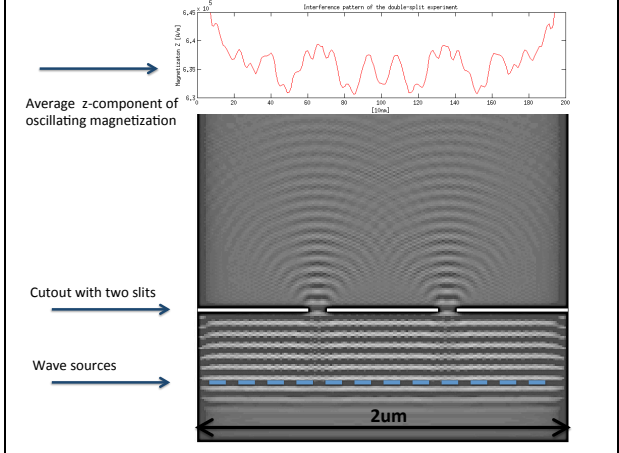 Interference pattern of the double-split experiment
x 10
5
6.45
6.4
6.35
6.3
Magnetization Z [A/m]
0 20 40 60 80 100 120 140 160 180 200
[10nm]
Average z-component of
oscillating magnetization
Cutout with two slits
Wave sources
2um